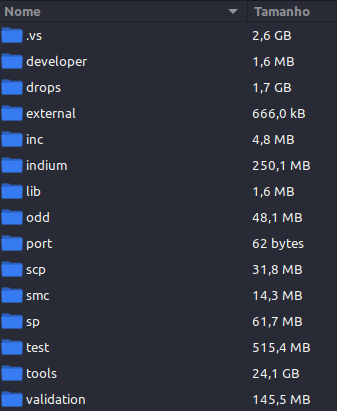 Nome Tamanho
.vs 2,6 GB
developer 1,6 MB
drops 1,7 GB
external 666,0 kB
inc 4,8 MB
indium 250,1 MB
lib 1,6 MB
odd 48,1 MB
port 62 bytes
scp 31,8 MB
smc 14,3 MB
sp 61,7 MB
test 515,4 MB
tools 24,1 GB
validation 145,5 MB